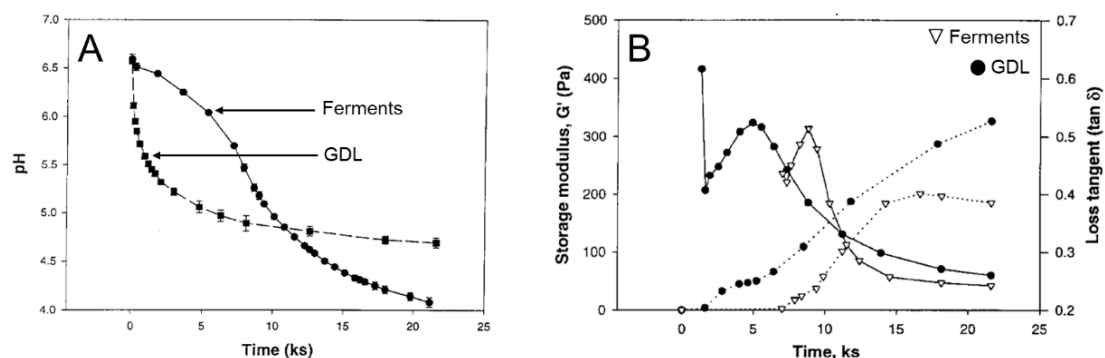 A
7.0
6.5
6.0
5.5
5.0
4.5
4.0
pH
Ferments
GDL
0 5 10 15 20 25
Time (ks)
B
500
400
300
200
100
0
Storage modulus, G' (Pa)
Ferments
GDL
0.7
0.6
0.5
0.4
0.3
0.2
Loss tangent (tan δ)
0 5 10 15 20 25
Time, ks